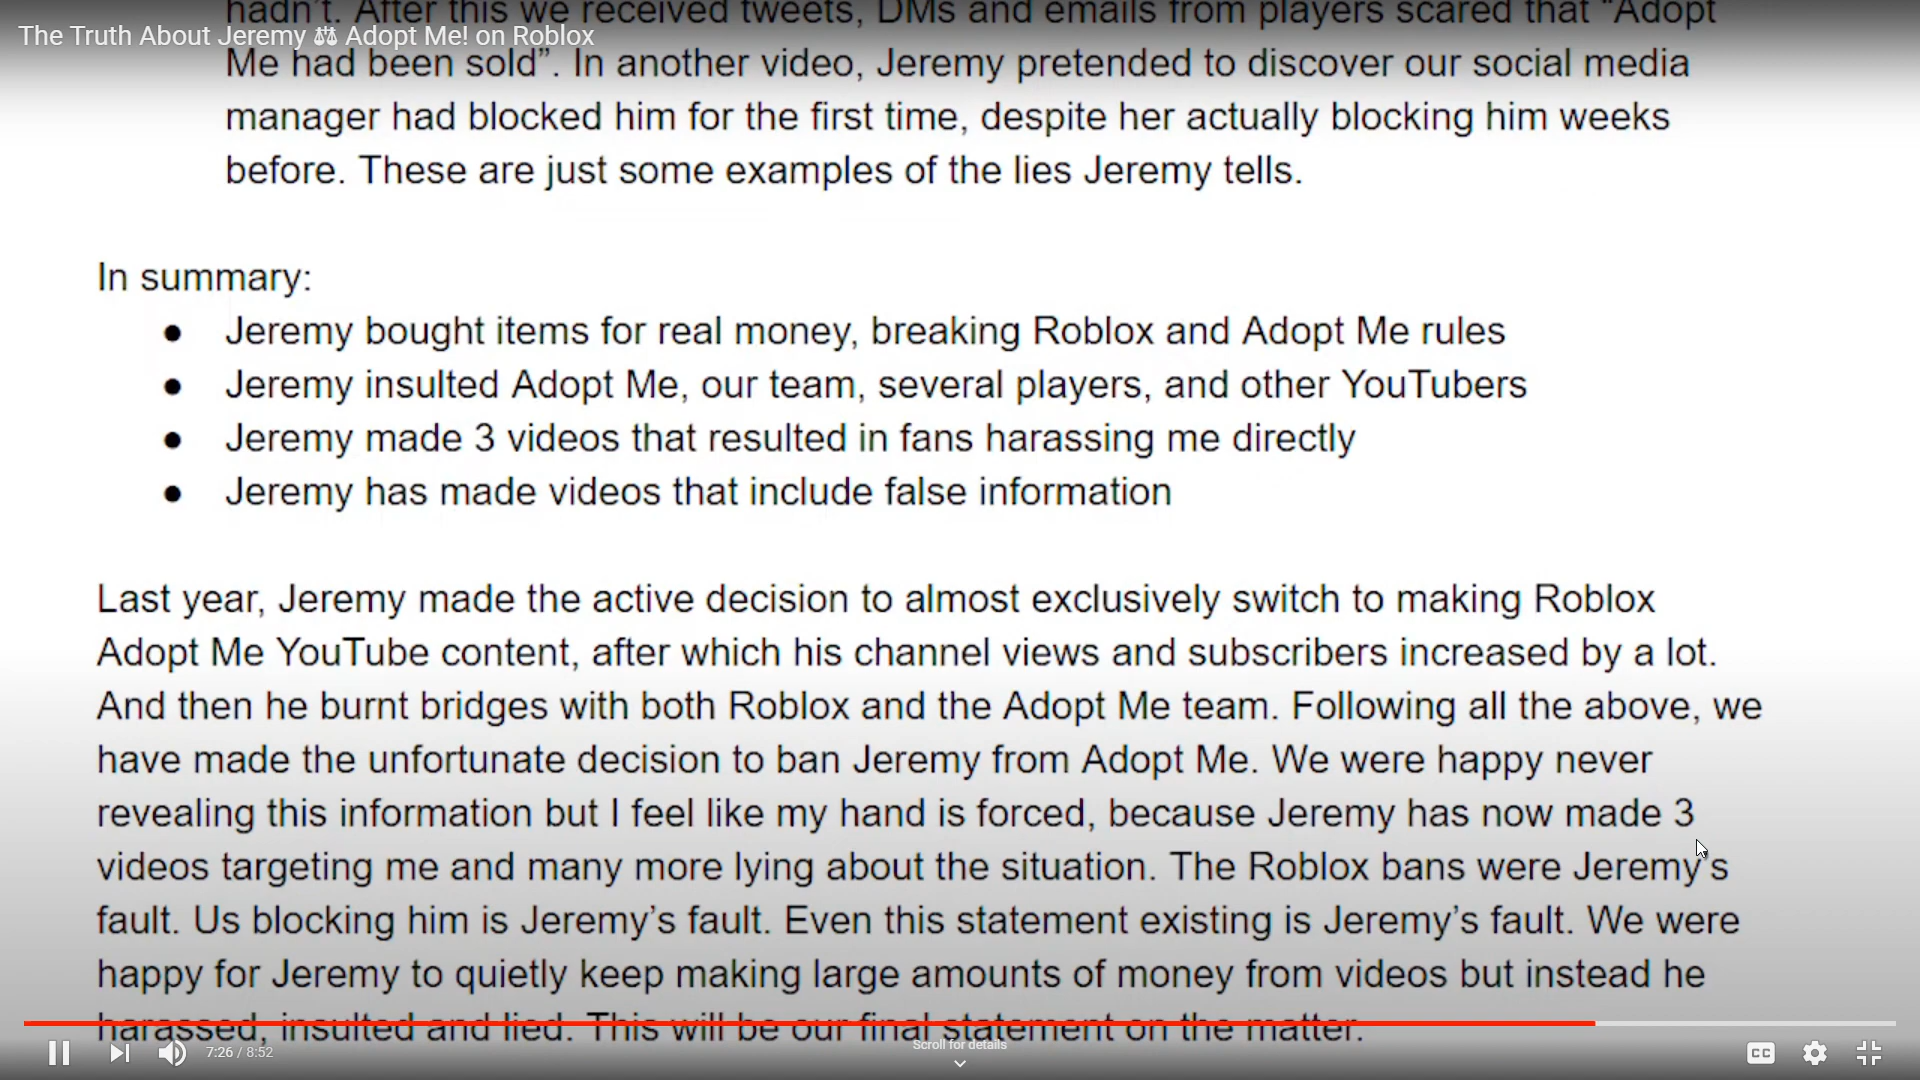 hadn't. After this we received tweets, DMs and emails from players scared that “Adopt
The Truth About Jeremy ⚖⚖ Adopt Me! on Roblox
Me had been sold”. In another video, Jeremy pretended to discover our social media
manager had blocked him for the first time, despite her actually blocking him weeks
before. These are just some examples of the lies Jeremy tells.
In summary:
● Jeremy bought items for real money, breaking Roblox and Adopt Me rules
● Jeremy insulted Adopt Me, our team, several players, and other YouTubers
● Jeremy made 3 videos that resulted in fans harassing me directly
● Jeremy has made videos that include false information
Last year, Jeremy made the active decision to almost exclusively switch to making Roblox
Adopt Me YouTube content, after which his channel views and subscribers increased by a lot.
And then he burnt bridges with both Roblox and the Adopt Me team. Following all the above, we
have made the unfortunate decision to ban Jeremy from Adopt Me. We were happy never
revealing this information but I feel like my hand is forced, because Jeremy has now made 3
videos targeting me and many more lying about the situation. The Roblox bans were Jeremy’s
fault. Us blocking him is Jeremy’s fault. Even this statement existing is Jeremy’s fault. We were
happy for Jeremy to quietly keep making large amounts of money from videos but instead he
harassed, insulted and lied. This will be our final statement on the matter.
Scroll for details
7:26 / 8:52
CC